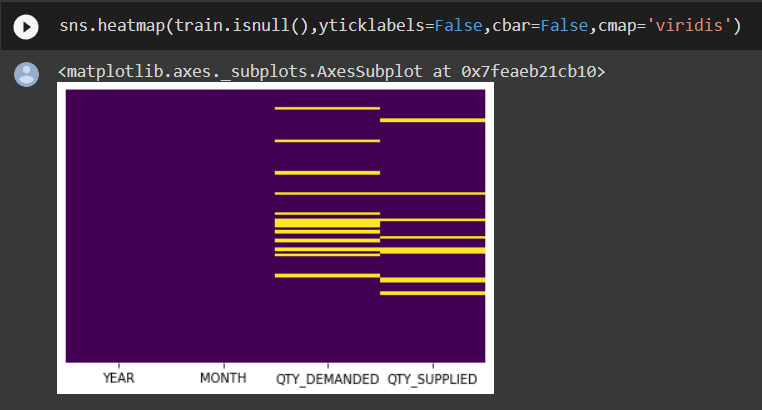 sns.heatmap(train.isnull(),yticklabels=False,cbar=False,cmap='viridis')
<matplotlib.axes._subplots.AxesSubplot at 0x7feaeb21cb10>
YEAR MONTH QTY_DEMANDED QTY_SUPPLIED